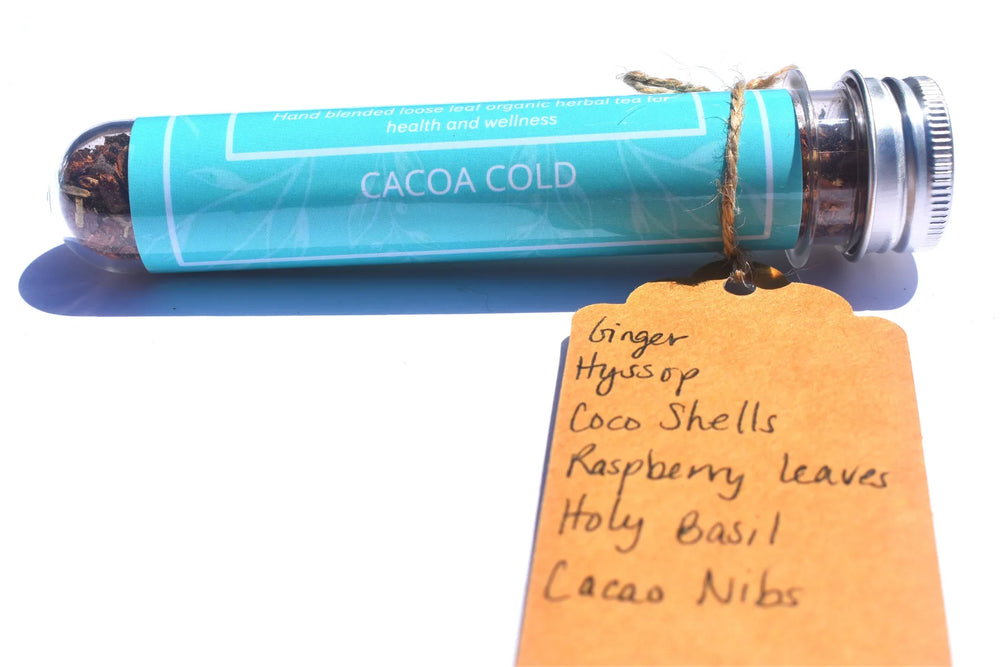 Hand blended loose leaf organic herbal tea for
health and wellness
CACOA COLD
Ginger
Hyssop
Coco Shells
Raspberry leaves
Holy Basil
Cacao Nibs